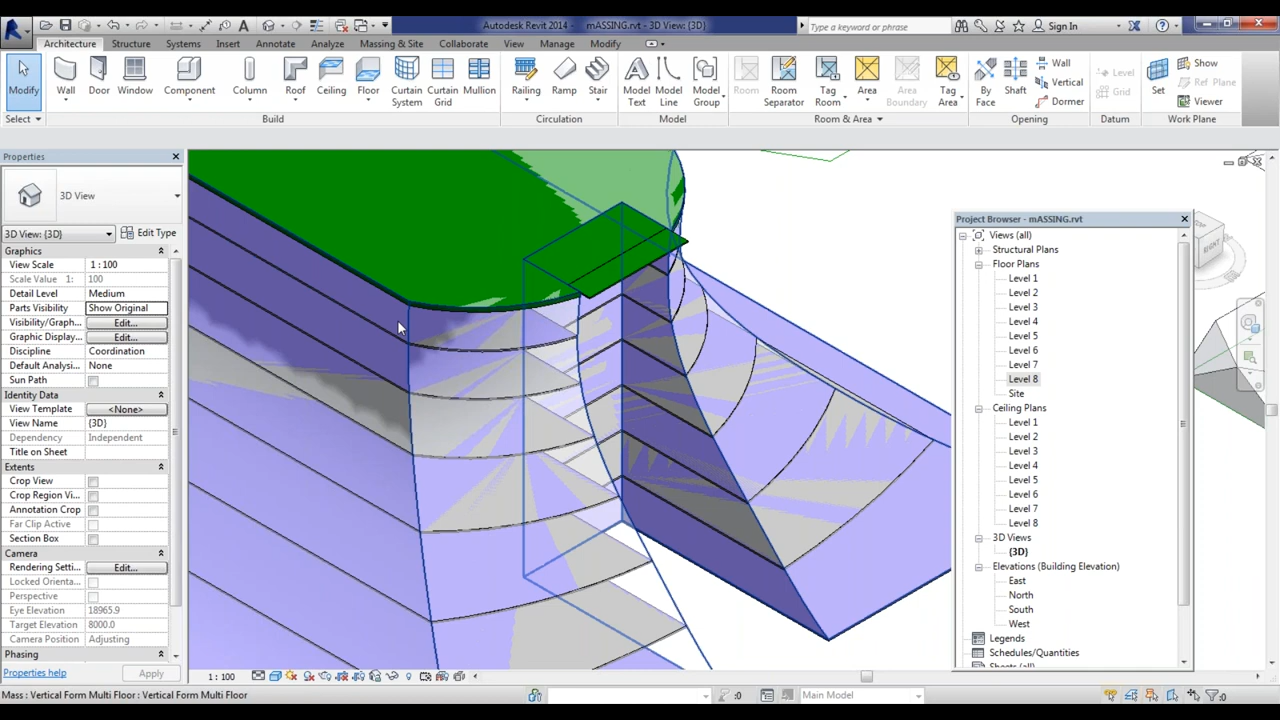 Autodesk Revit 2014 - mASSING.rvt - 3D View: {3D}
Type a keyword or phrase
Sign In
Architecture Structure Systems Insert Annotate Analyze Massing & Site Collaborate View Manage Modify
Modify Wall Door Window Component Column Roof Ceiling Floor Curtain System Curtain Grid Mullion Railing Ramp Stair Model Text Model Line Model Group Room Room Separator Tag Room Area Area Boundary Tag Area By Face Shaft Wall Vertical Dormer Level Grid Set Show Ref Plane Viewer
Select Build Circulation Model Room & Area Opening Datum Work Plane
Properties
3D View
3D View: {3D} Edit Type
Graphics
View Scale 1 : 100
Scale Value 1: 100
Detail Level Medium
Parts Visibility Show Original
Visibility/Graph... Edit...
Graphic Display... Edit...
Discipline Coordination
Default Analysi... None
Sun Path
Identity Data
View Template <None>
View Name {3D}
Dependency Independent
Title on Sheet
Extents
Crop View
Crop Region Vi...
Annotation Crop
Far Clip Active
Section Box
Camera
Rendering Setti... Edit...
Locked Orienta...
Perspective
Eye Elevation 18965.9
Target Elevation 8000.0
Camera Position Adjusting
Phasing
Properties help Apply
RIGHT
Project Browser - mASSING.rvt
Views (all)
Structural Plans
Floor Plans
Level 1
Level 2
Level 3
Level 4
Level 5
Level 6
Level 7
Level 8
Site
Ceiling Plans
Level 1
Level 2
Level 3
Level 4
Level 5
Level 6
Level 7
Level 8
3D Views
{3D}
Elevations (Building Elevation)
East
North
South
West
Legends
Schedules/Quantities
Sheets (all)
1 : 100
Mass : Vertical Form Multi Floor : Vertical Form Multi Floor
:0
Main Model
:0